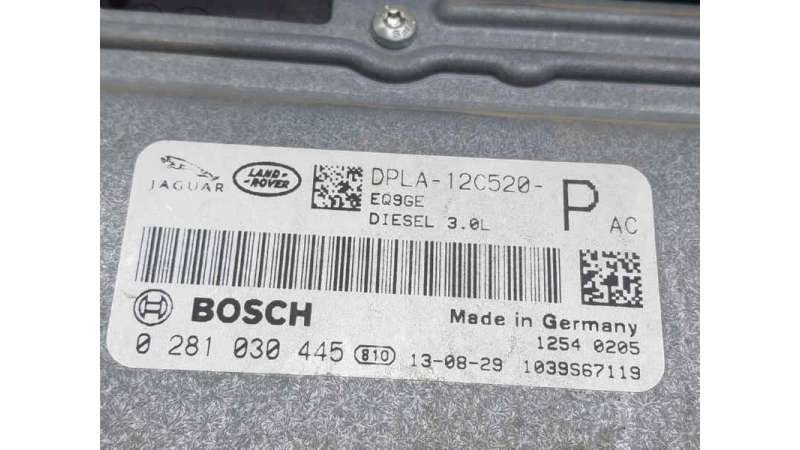 JAGUAR
LAND-
ROVER
DPLA-12C520-
P
AC
EQ9GE
DIESEL 3.0L
BOSCH
Made in Germany
1254 0205
0 281 030 445 810 13-08-29 1039S67119